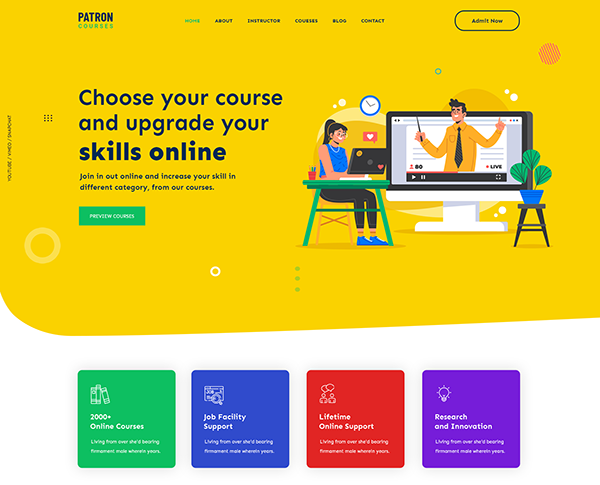 PATRON
COURSES
HOME ABOUT INSTRUCTOR COUESES BLOG CONTACT
Admit Now
YOUTUBE / VIMEO / SNAPCHAT
Choose your course
and upgrade your
skills online
Join in out online and increase your skill in
different category, from our courses.
PREVIEW COURSES
80
LIVE
2000+
Online Courses
Living from over she'd bearing
firmament male wherein years.
Job Facility
Support
Living from over she'd bearing
firmament male wherein years.
Lifetime
Online Support
Living from over she'd bearing
firmament male wherein years.
Research
and Innovation
Living from over she'd bearing
firmament male wherein years.